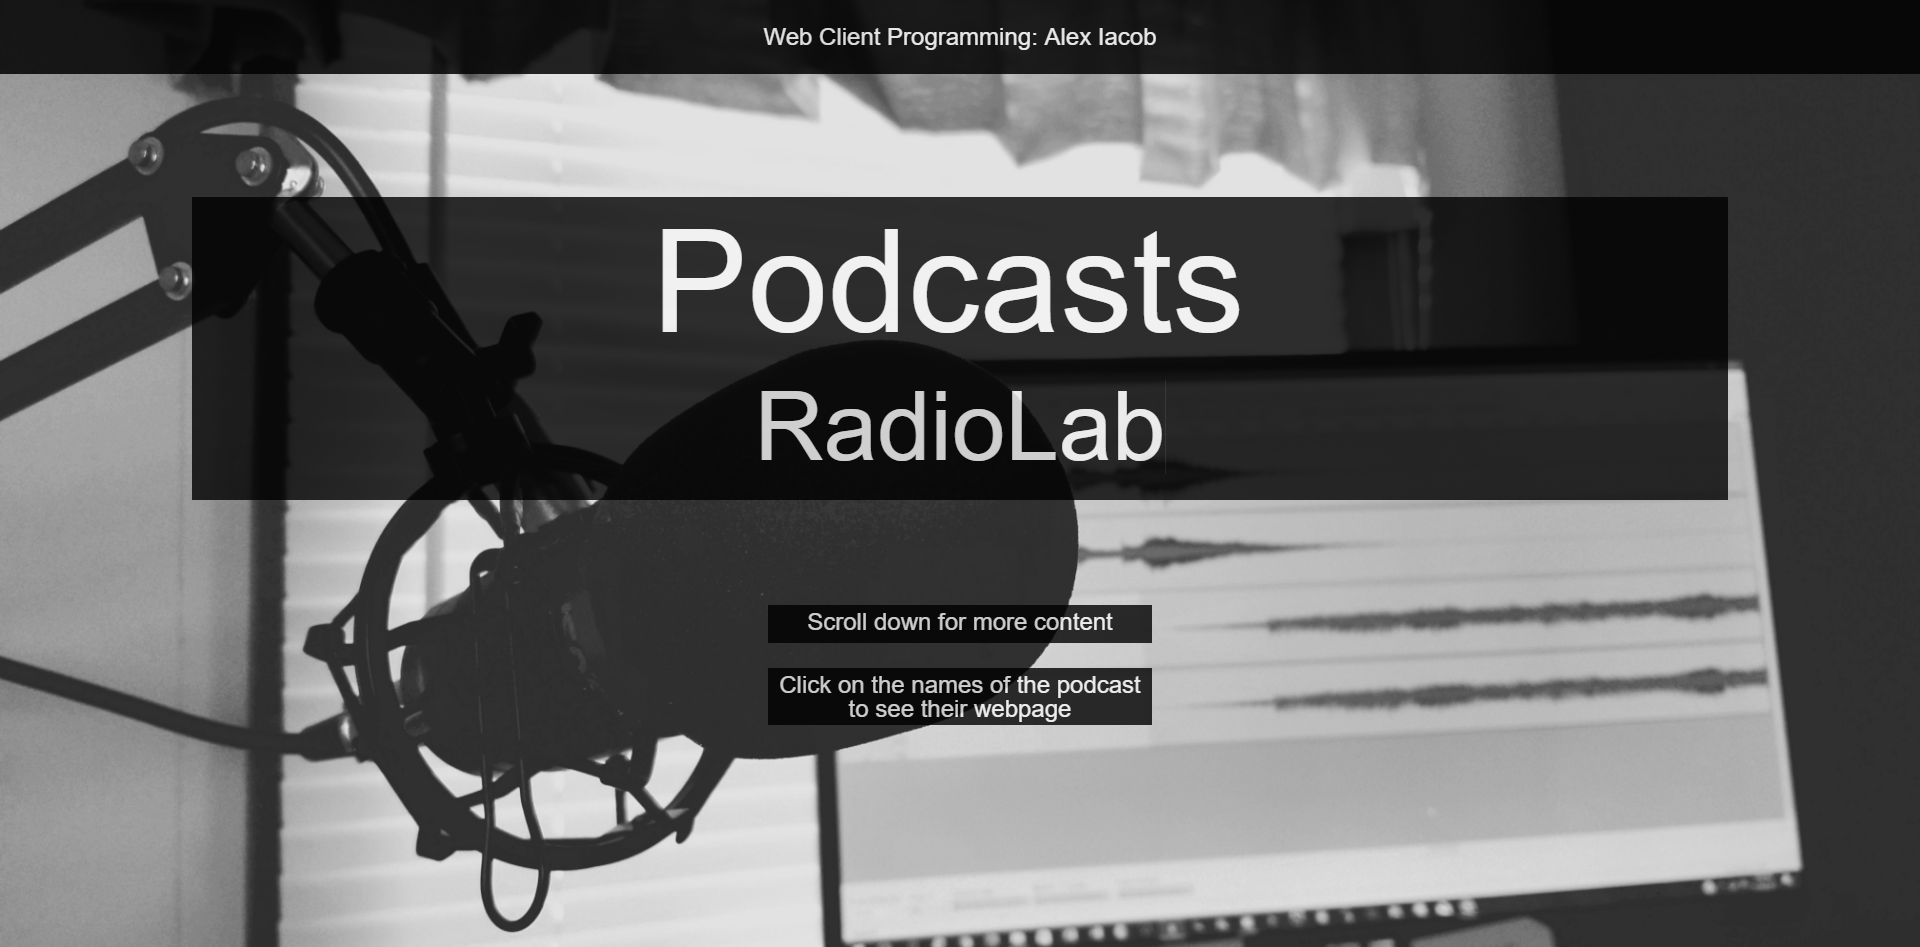 Web Client Programming: Alex Iacob
Podcasts
RadioLab
Scroll down for more content
Click on the names of the podcast
to see their webpage